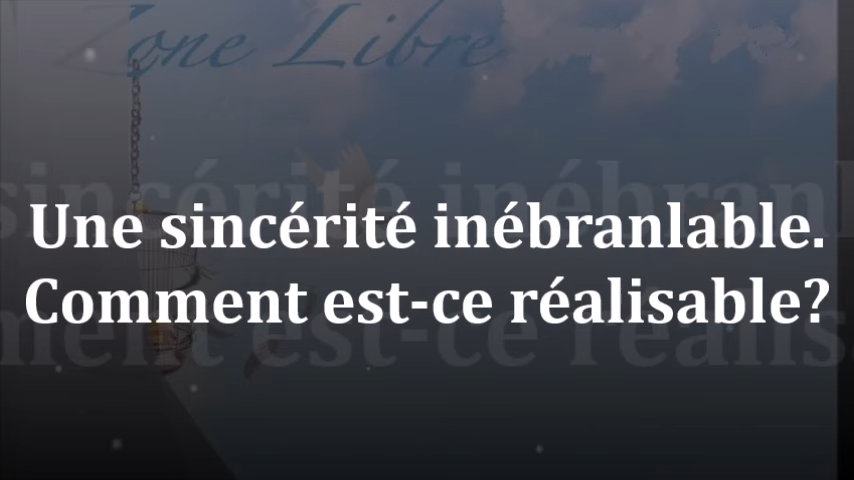 Zone Libre
Une sincérité inébranlable.
Comment est-ce réalisable?